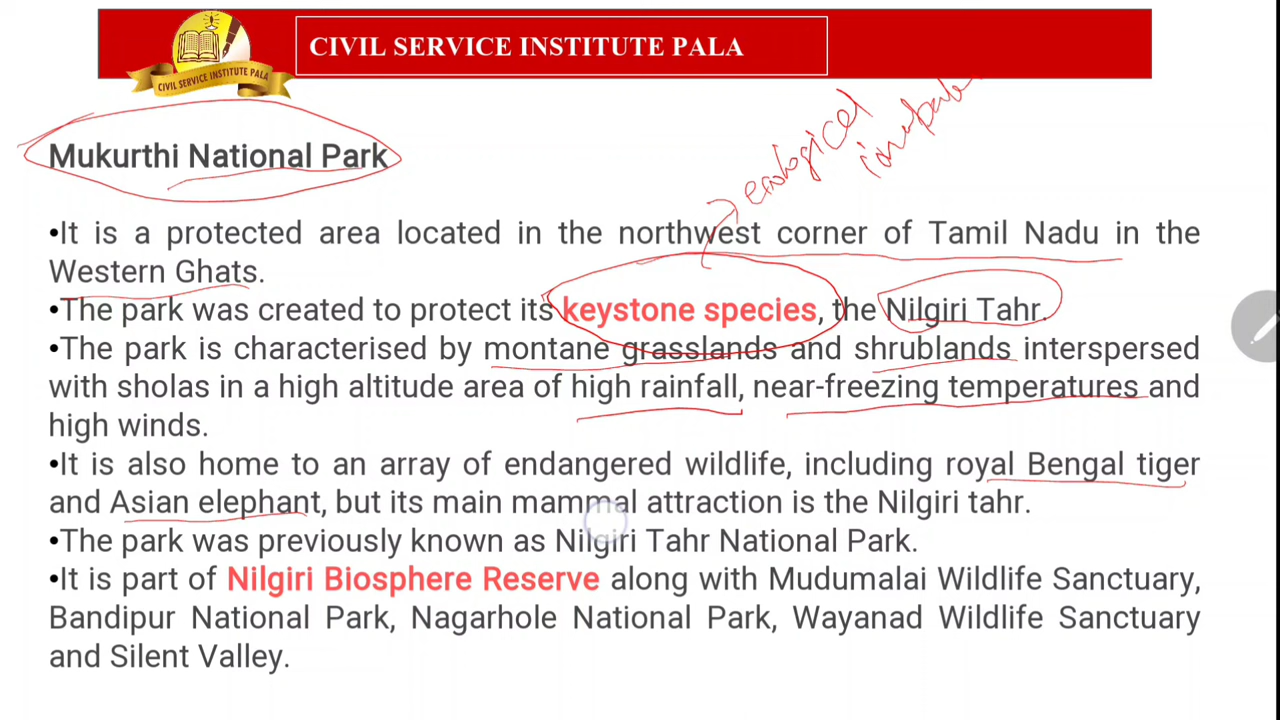 CIVIL SERVICE INSTITUTE PALA
CIVIL SERVICE INSTITUTE PALA
ecological
Mukurthi National Park
•It is a protected area located in the northwest corner of Tamil Nadu in the
Western Ghats.
•The park was created to protect its keystone species, the Nilgiri Tahr.
•The park is characterised by montane grasslands and shrublands interspersed
with sholas in a high altitude area of high rainfall, near-freezing temperatures and
high winds.
•It is also home to an array of endangered wildlife, including royal Bengal tiger
and Asian elephant, but its main mammal attraction is the Nilgiri tahr.
•The park was previously known as Nilgiri Tahr National Park.
•It is part of Nilgiri Biosphere Reserve along with Mudumalai Wildlife Sanctuary,
Bandipur National Park, Nagarhole National Park, Wayanad Wildlife Sanctuary
and Silent Valley.